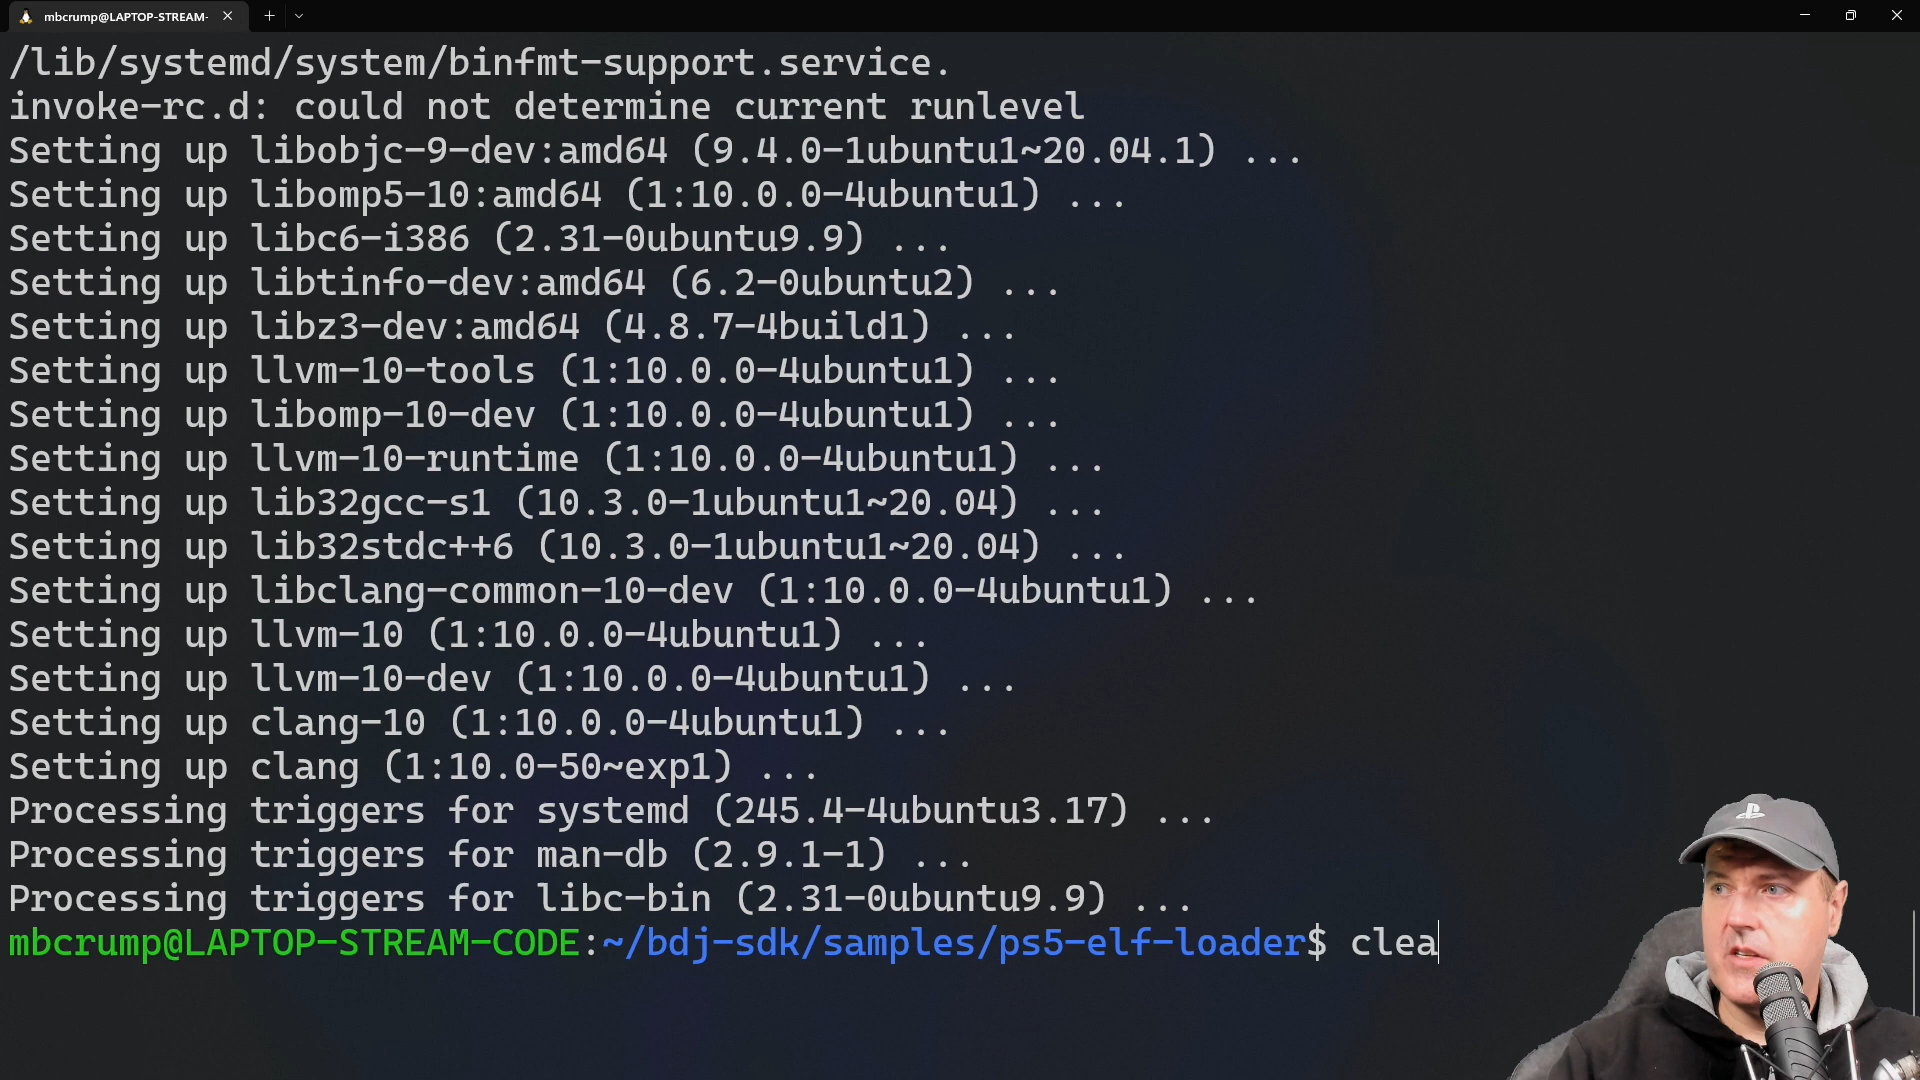 mbcrump@LAPTOP-STREAM-
/lib/systemd/system/binfmt-support.service.
invoke-rc.d: could not determine current runlevel
Setting up libobjc-9-dev:amd64 (9.4.0-1ubuntu1~20.04.1) ...
Setting up libomp5-10:amd64 (1:10.0.0-4ubuntu1) ...
Setting up libc6-i386 (2.31-0ubuntu9.9) ...
Setting up libtinfo-dev:amd64 (6.2-0ubuntu2) ...
Setting up libz3-dev:amd64 (4.8.7-4build1) ...
Setting up llvm-10-tools (1:10.0.0-4ubuntu1) ...
Setting up libomp-10-dev (1:10.0.0-4ubuntu1) ...
Setting up llvm-10-runtime (1:10.0.0-4ubuntu1) ...
Setting up lib32gcc-s1 (10.3.0-1ubuntu1~20.04) ...
Setting up lib32stdc++6 (10.3.0-1ubuntu1~20.04) ...
Setting up libclang-common-10-dev (1:10.0.0-4ubuntu1) ...
Setting up llvm-10 (1:10.0.0-4ubuntu1) ...
Setting up llvm-10-dev (1:10.0.0-4ubuntu1) ...
Setting up clang-10 (1:10.0.0-4ubuntu1) ...
Setting up clang (1:10.0-50~exp1) ...
Processing triggers for systemd (245.4-4ubuntu3.17) ...
Processing triggers for man-db (2.9.1-1) ...
Processing triggers for libc-bin (2.31-0ubuntu9.9) ...
mbcrump@LAPTOP-STREAM-CODE:~/bdj-sdk/samples/ps5-elf-loader$ clea